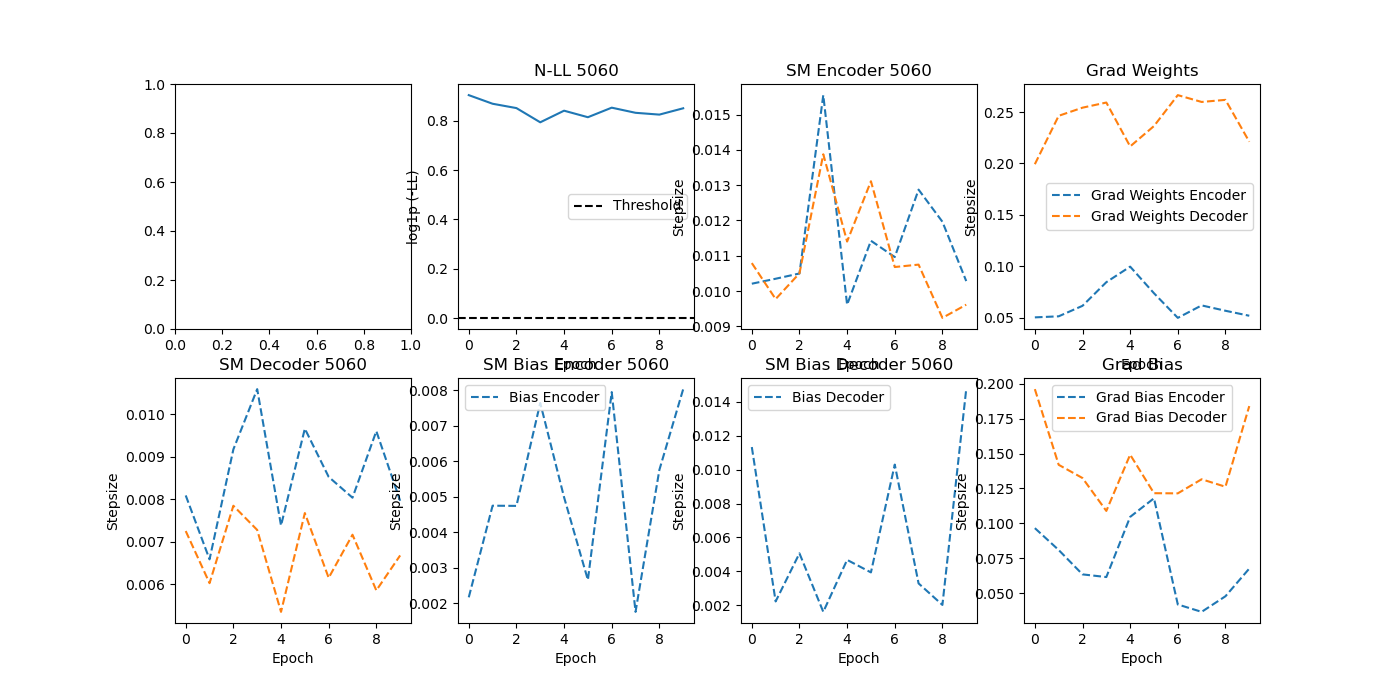 1.0
0.8
0.6
0.4
0.2
0.0
0.0 0.2 0.4 0.6 0.8 1.0
N-LL 5060
log1p (-LL)
0.8
0.6
0.4
0.2
0.0
Threshold
0 2 4 6 8
Epoch
SM Encoder 5060
Stepsize
0.015
0.014
0.013
0.012
0.011
0.010
0.009
0 2 4 6 8
Epoch
Grad Weights
Stepsize
0.25
0.20
0.15
0.10
0.05
Grad Weights Encoder
Grad Weights Decoder
0 2 4 6 8
Epoch
SM Decoder 5060
Stepsize
0.010
0.009
0.008
0.007
0.006
0 2 4 6 8
Epoch
SM Bias Encoder 5060
Stepsize
0.008
0.007
0.006
0.005
0.004
0.003
0.002
Bias Encoder
0 2 4 6 8
Epoch
SM Bias Decoder 5060
Stepsize
0.014
0.012
0.010
0.008
0.006
0.004
0.002
Bias Decoder
0 2 4 6 8
Epoch
Grad Bias
Stepsize
0.200
0.175
0.150
0.125
0.100
0.075
0.050
Grad Bias Encoder
Grad Bias Decoder
0 2 4 6 8
Epoch